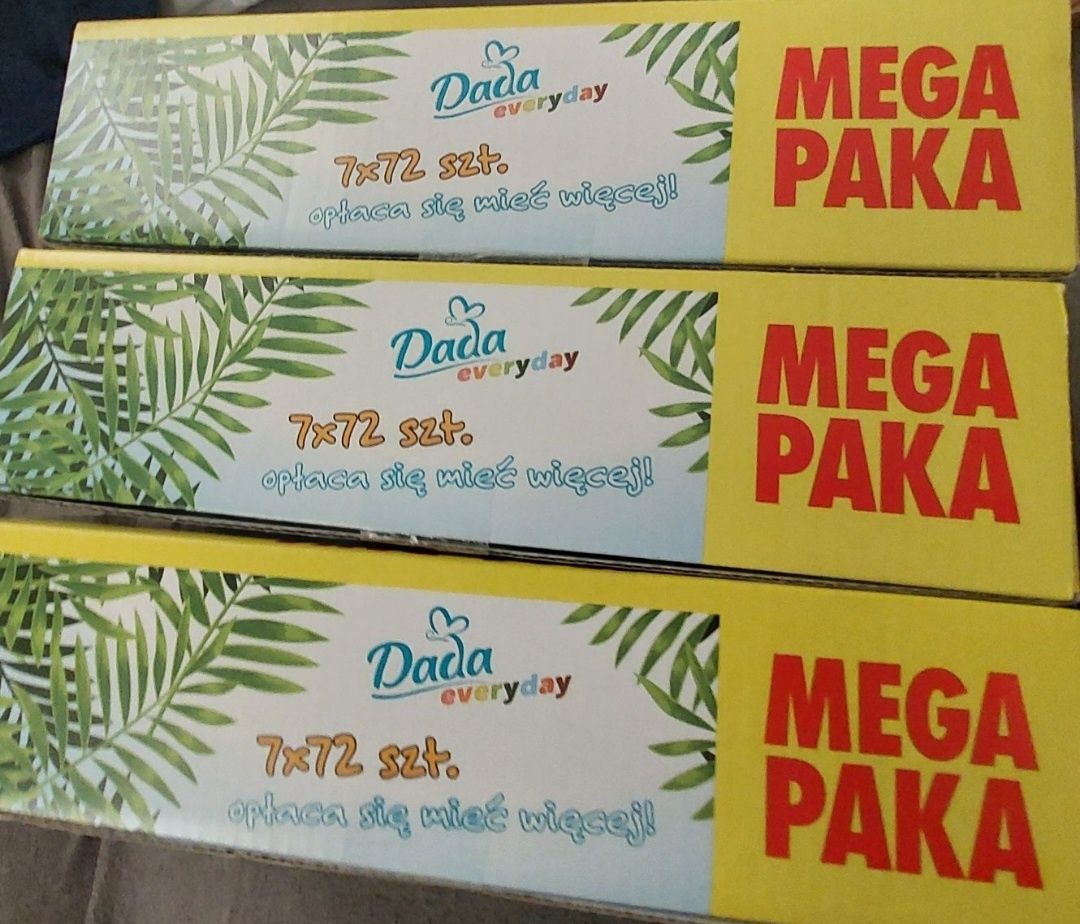 Dada
everyday
7x72 szt.
opłaca się mieć więcej!
MEGA
PAKA
Dada
everyday
7x72 szt.
opłaca się mieć więcej!
MEGA
PAKA
Dada
everyday
7x72 szt.
opłaca się mieć więcej!
MEGA
PAKA